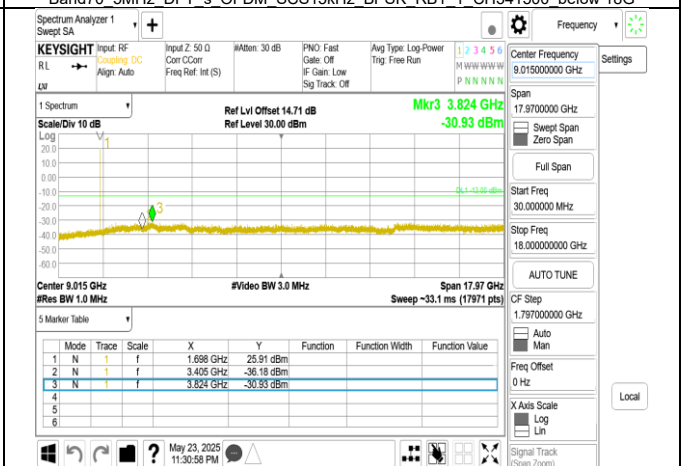 Band70_5MHz_DFT-s_OFDM_SCS15kHz_BPSK_RB1_1_CH341500_below 18G
Spectrum Analyzer 1
Swept SA
Frequency
KEYSIGHT
Input: RF
Input Z: 50 Ω
#Atten: 30 dB
PNO: Fast
Avg Type: Log-Power
1 2 3 4 5 6
RL
Coupling: DC
Corr CCorr
Gate: Off
Trig: Free Run
M WWWWW
Align: Auto
Freq Ref: Int (S)
IF Gain: Low
P N N N N N
Sig Track: Off
LXI
Center Frequency
9.015000000 GHz
Settings
Span
17.9700000 GHz
Swept Span
Zero Span
Full Span
Start Freq
30.000000 MHz
Stop Freq
18.000000000 GHz
AUTO TUNE
CF Step
1.797000000 GHz
Auto
Man
Freq Offset
0 Hz
X Axis Scale
Log
Lin
Local
Signal Track
(Span Zoom)
1 Spectrum
Ref Lvl Offset 14.71 dB
Mkr3 3.824 GHz
Scale/Div 10 dB
Ref Level 30.00 dBm
-30.93 dBm
Log
1
20.0
10.0
0.00
-10.0
DL1 -13.00 dBm
-20.0
3
-30.0
-40.0
-50.0
-60.0
Center 9.015 GHz
#Video BW 3.0 MHz
Span 17.97 GHz
#Res BW 1.0 MHz
Sweep ~33.1 ms (17971 pts)
5 Marker Table
Mode Trace Scale X Y Function Function Width Function Value
1 N 1 f 1.698 GHz 25.91 dBm
2 N 1 f 3.405 GHz -36.18 dBm
3 N 1 f 3.824 GHz -30.93 dBm
4
5
6
?
May 23, 2025
11:30:58 PM